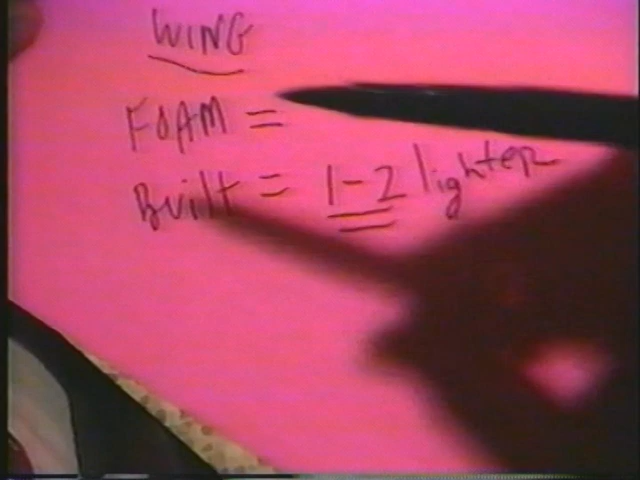 WING
FOAM =
Built = 1-2 lighter